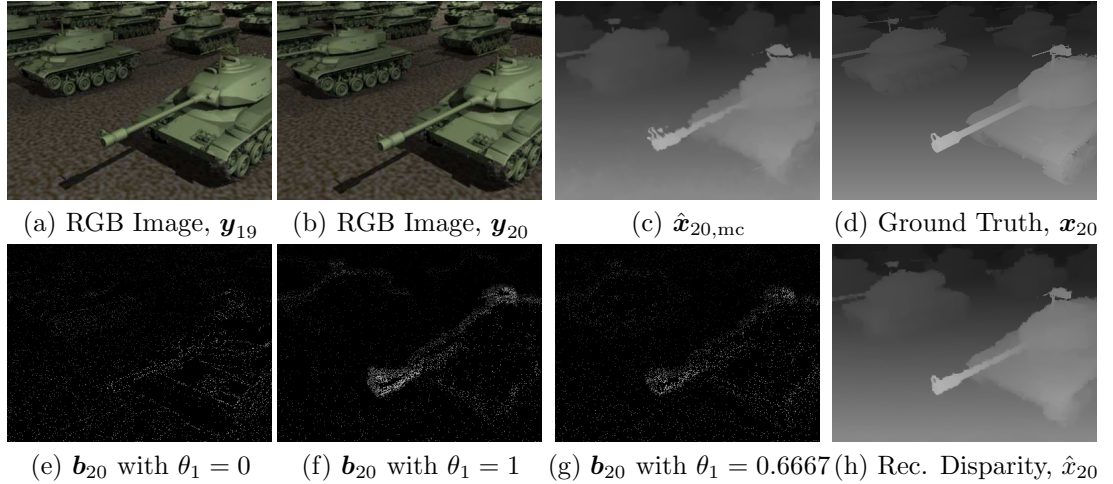 (a) RGB Image, y₁₉ (b) RGB Image, y₂₀ (c) x̂₂₀,mc (d) Ground Truth, x₂₀
(e) b₂₀ with θ₁ = 0 (f) b₂₀ with θ₁ = 1 (g) b₂₀ with θ₁ = 0.6667 (h) Rec. Disparity, x̂₂₀